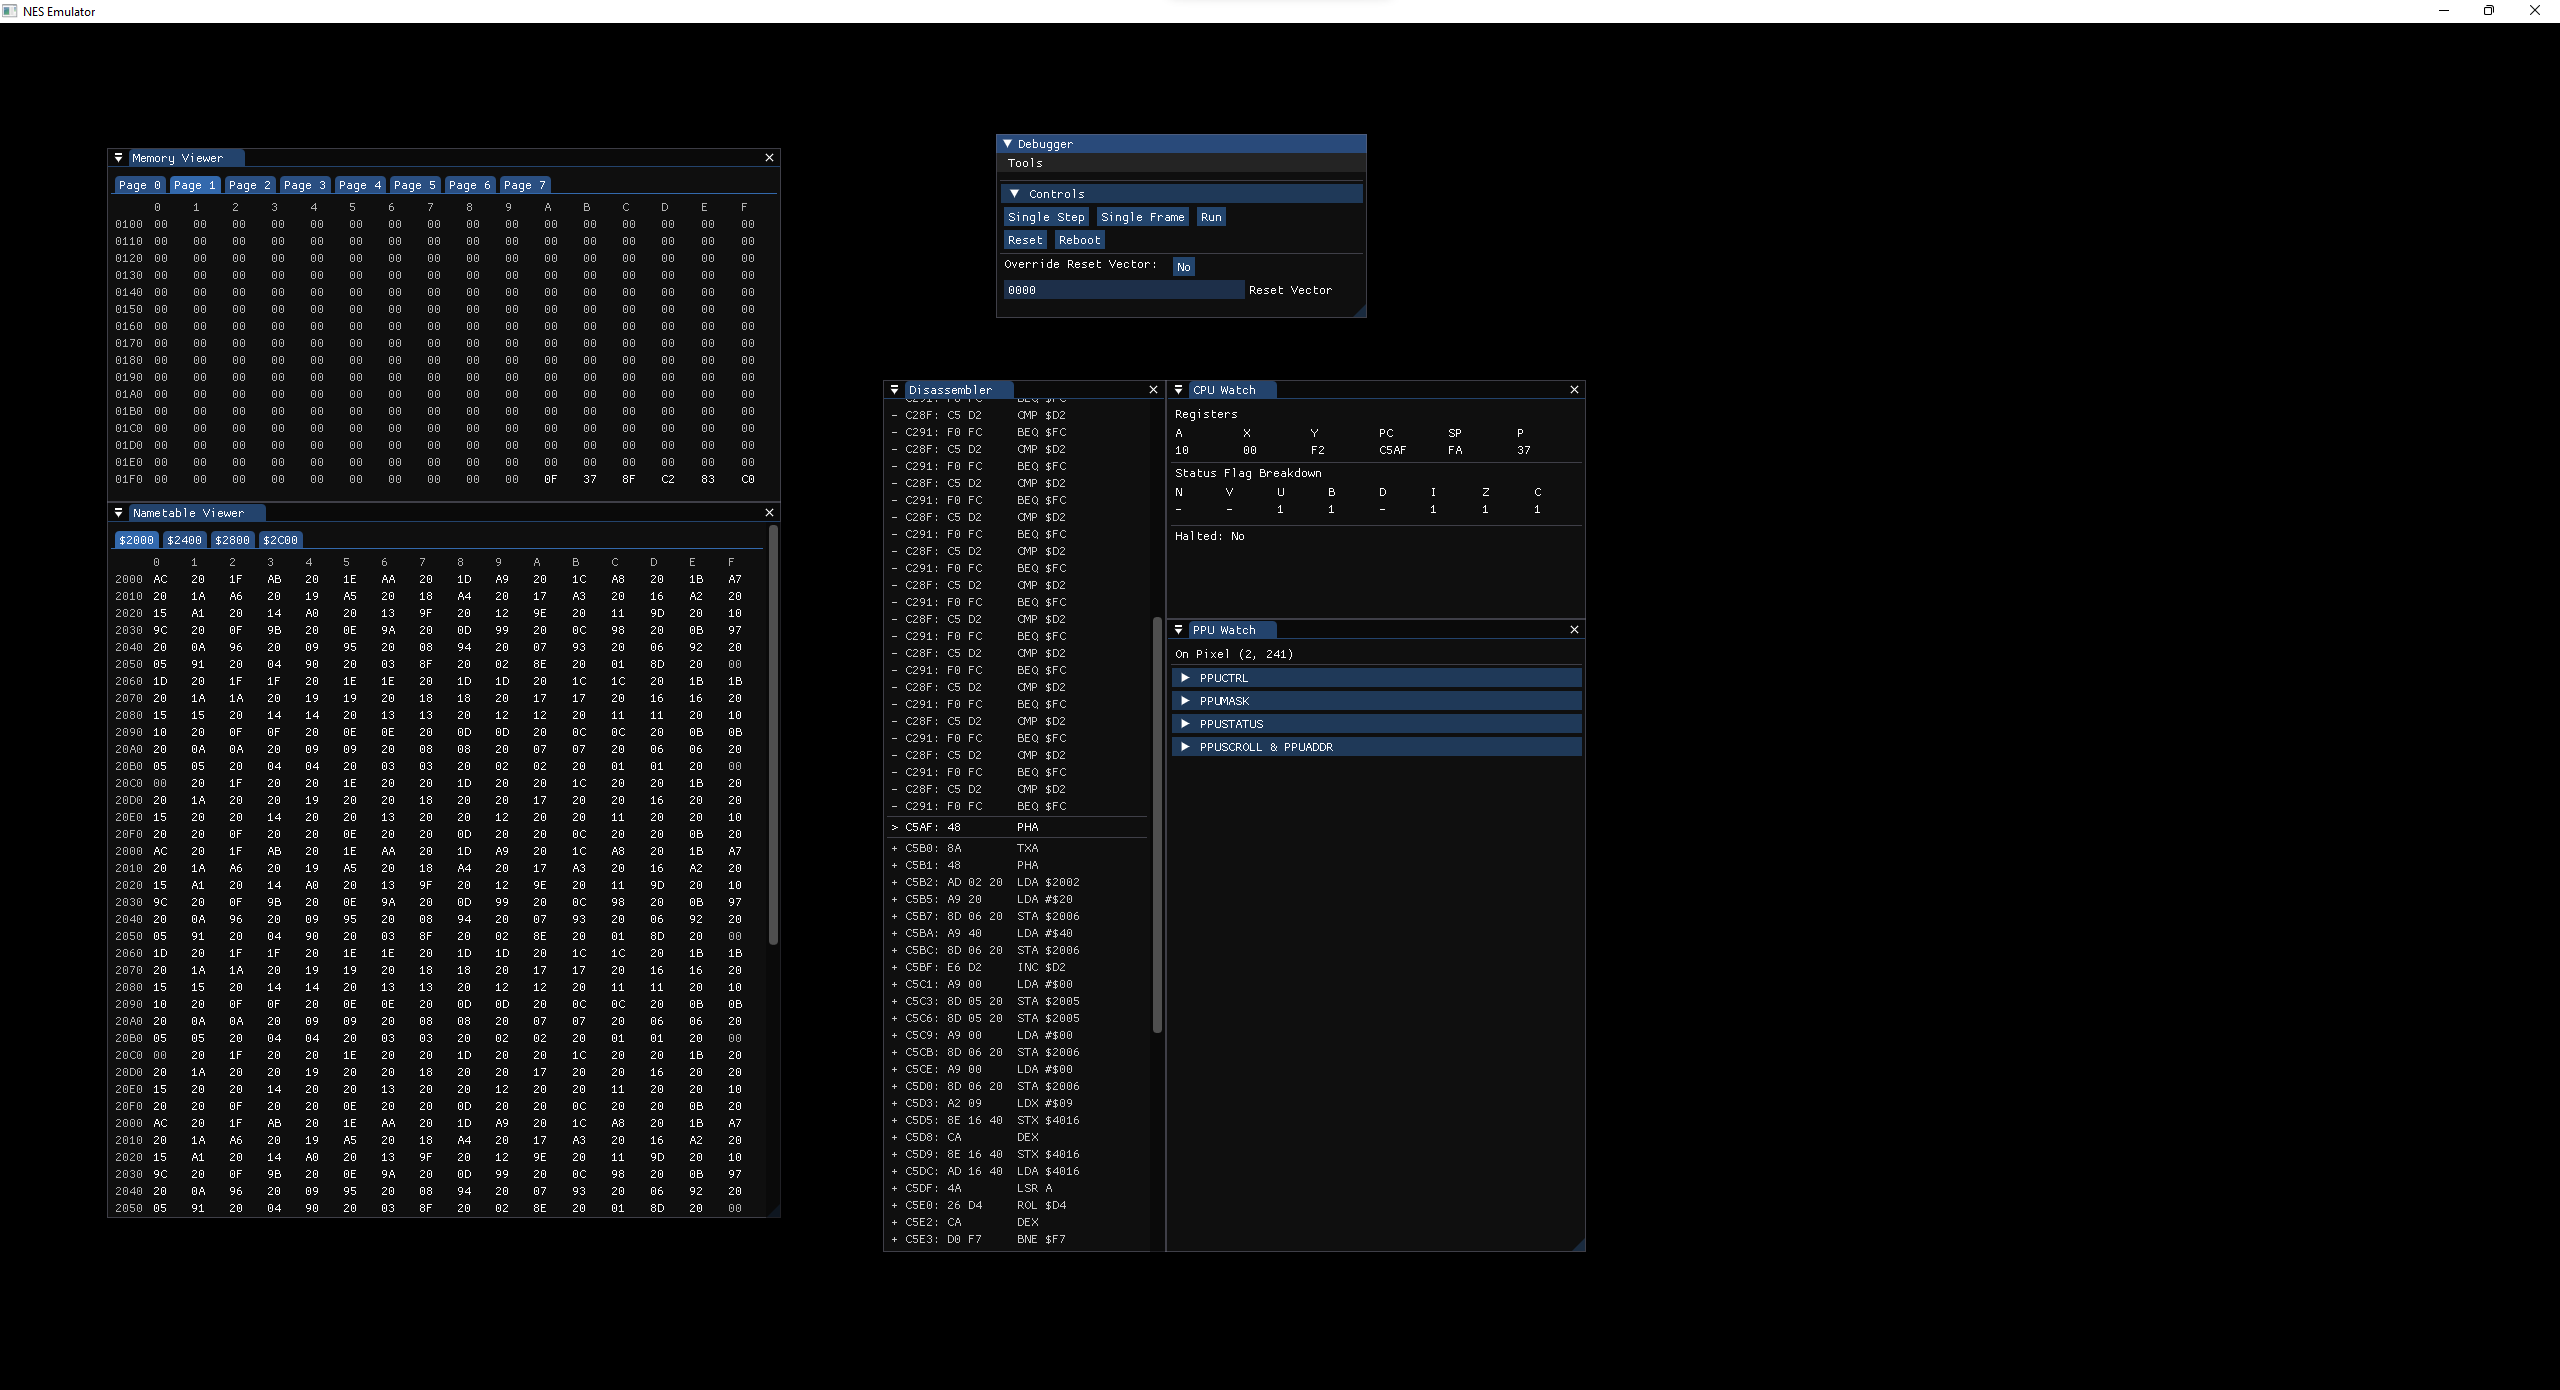 NES Emulator
Memory Viewer
Page 0 Page 1 Page 2 Page 3 Page 4 Page 5 Page 6 Page 7
0 1 2 3 4 5 6 7 8 9 A B C D E F
0100 00 00 00 00 00 00 00 00 00 00 00 00 00 00 00 00
0110 00 00 00 00 00 00 00 00 00 00 00 00 00 00 00 00
0120 00 00 00 00 00 00 00 00 00 00 00 00 00 00 00 00
0130 00 00 00 00 00 00 00 00 00 00 00 00 00 00 00 00
0140 00 00 00 00 00 00 00 00 00 00 00 00 00 00 00 00
0150 00 00 00 00 00 00 00 00 00 00 00 00 00 00 00 00
0160 00 00 00 00 00 00 00 00 00 00 00 00 00 00 00 00
0170 00 00 00 00 00 00 00 00 00 00 00 00 00 00 00 00
0180 00 00 00 00 00 00 00 00 00 00 00 00 00 00 00 00
0190 00 00 00 00 00 00 00 00 00 00 00 00 00 00 00 00
01A0 00 00 00 00 00 00 00 00 00 00 00 00 00 00 00 00
01B0 00 00 00 00 00 00 00 00 00 00 00 00 00 00 00 00
01C0 00 00 00 00 00 00 00 00 00 00 00 00 00 00 00 00
01D0 00 00 00 00 00 00 00 00 00 00 00 00 00 00 00 00
01E0 00 00 00 00 00 00 00 00 00 00 00 00 00 00 00 00
01F0 00 00 00 00 00 00 00 00 00 00 0F 37 8F C2 83 C0
Nametable Viewer
$2000 $2400 $2800 $2C00
0 1 2 3 4 5 6 7 8 9 A B C D E F
2000 AC 20 1F AB 20 1E AA 20 1D A9 20 1C A8 20 1B A7
2010 20 1A A6 20 19 A5 20 18 A4 20 17 A3 20 16 A2 20
2020 15 A1 20 14 A0 20 13 9F 20 12 9E 20 11 9D 20 10
2030 9C 20 0F 9B 20 0E 9A 20 0D 99 20 0C 98 20 0B 97
2040 20 0A 96 20 09 95 20 08 94 20 07 93 20 06 92 20
2050 05 91 20 04 90 20 03 8F 20 02 8E 20 01 8D 20 00
2060 1D 20 1F 1F 20 1E 1E 20 1D 1D 20 1C 1C 20 1B 1B
2070 20 1A 1A 20 19 19 20 18 18 20 17 17 20 16 16 20
2080 15 15 20 14 14 20 13 13 20 12 12 20 11 11 20 10
2090 10 20 0F 0F 20 0E 0E 20 0D 0D 20 0C 0C 20 0B 0B
20A0 20 0A 0A 20 09 09 20 08 08 20 07 07 20 06 06 20
20B0 05 05 20 04 04 20 03 03 20 02 02 20 01 01 20 00
20C0 00 20 1F 20 20 1E 20 20 1D 20 20 1C 20 20 1B 20
20D0 20 1A 20 20 19 20 20 18 20 20 17 20 20 16 20 20
20E0 15 20 20 14 20 20 13 20 20 12 20 20 11 20 20 10
20F0 20 20 0F 20 20 0E 20 20 0D 20 20 0C 20 20 0B 20
2000 AC 20 1F AB 20 1E AA 20 1D A9 20 1C A8 20 1B A7
2010 20 1A A6 20 19 A5 20 18 A4 20 17 A3 20 16 A2 20
2020 15 A1 20 14 A0 20 13 9F 20 12 9E 20 11 9D 20 10
2030 9C 20 0F 9B 20 0E 9A 20 0D 99 20 0C 98 20 0B 97
2040 20 0A 96 20 09 95 20 08 94 20 07 93 20 06 92 20
2050 05 91 20 04 90 20 03 8F 20 02 8E 20 01 8D 20 00
2060 1D 20 1F 1F 20 1E 1E 20 1D 1D 20 1C 1C 20 1B 1B
2070 20 1A 1A 20 19 19 20 18 18 20 17 17 20 16 16 20
2080 15 15 20 14 14 20 13 13 20 12 12 20 11 11 20 10
2090 10 20 0F 0F 20 0E 0E 20 0D 0D 20 0C 0C 20 0B 0B
20A0 20 0A 0A 20 09 09 20 08 08 20 07 07 20 06 06 20
20B0 05 05 20 04 04 20 03 03 20 02 02 20 01 01 20 00
20C0 00 20 1F 20 20 1E 20 20 1D 20 20 1C 20 20 1B 20
20D0 20 1A 20 20 19 20 20 18 20 20 17 20 20 16 20 20
20E0 15 20 20 14 20 20 13 20 20 12 20 20 11 20 20 10
20F0 20 20 0F 20 20 0E 20 20 0D 20 20 0C 20 20 0B 20
2000 AC 20 1F AB 20 1E AA 20 1D A9 20 1C A8 20 1B A7
2010 20 1A A6 20 19 A5 20 18 A4 20 17 A3 20 16 A2 20
2020 15 A1 20 14 A0 20 13 9F 20 12 9E 20 11 9D 20 10
2030 9C 20 0F 9B 20 0E 9A 20 0D 99 20 0C 98 20 0B 97
2040 20 0A 96 20 09 95 20 08 94 20 07 93 20 06 92 20
2050 05 91 20 04 90 20 03 8F 20 02 8E 20 01 8D 20 00
Debugger
Tools
Controls
Single Step Single Frame Run
Reset Reboot
Override Reset Vector: No
0000 Reset Vector
Disassembler
- C291: F0 FC BEQ $FC
- C28F: C5 D2 CMP $D2
- C291: F0 FC BEQ $FC
- C28F: C5 D2 CMP $D2
- C291: F0 FC BEQ $FC
- C28F: C5 D2 CMP $D2
- C291: F0 FC BEQ $FC
- C28F: C5 D2 CMP $D2
- C291: F0 FC BEQ $FC
- C28F: C5 D2 CMP $D2
- C291: F0 FC BEQ $FC
- C28F: C5 D2 CMP $D2
- C291: F0 FC BEQ $FC
- C28F: C5 D2 CMP $D2
- C291: F0 FC BEQ $FC
- C28F: C5 D2 CMP $D2
- C291: F0 FC BEQ $FC
- C28F: C5 D2 CMP $D2
- C291: F0 FC BEQ $FC
- C28F: C5 D2 CMP $D2
- C291: F0 FC BEQ $FC
- C28F: C5 D2 CMP $D2
- C291: F0 FC BEQ $FC
- C28F: C5 D2 CMP $D2
- C291: F0 FC BEQ $FC
> C5AF: 48 PHA
+ C5B0: 8A TXA
+ C5B1: 48 PHA
+ C5B2: AD 02 20 LDA $2002
+ C5B5: A9 20 LDA #$20
+ C5B7: 8D 06 20 STA $2006
+ C5BA: A9 40 LDA #$40
+ C5BC: 8D 06 20 STA $2006
+ C5BF: E6 D2 INC $D2
+ C5C1: A9 00 LDA #$00
+ C5C3: 8D 05 20 STA $2005
+ C5C6: 8D 05 20 STA $2005
+ C5C9: A9 00 LDA #$00
+ C5CB: 8D 06 20 STA $2006
+ C5CE: A9 00 LDA #$00
+ C5D0: 8D 06 20 STA $2006
+ C5D3: A2 09 LDX #$09
+ C5D5: 8E 16 40 STX $4016
+ C5D8: CA DEX
+ C5D9: 8E 16 40 STX $4016
+ C5DC: AD 16 40 LDA $4016
+ C5DF: 4A LSR A
+ C5E0: 26 D4 ROL $D4
+ C5E2: CA DEX
+ C5E3: D0 F7 BNE $F7
CPU Watch
Registers
A X Y PC SP P
10 00 F2 C5AF FA 37
Status Flag Breakdown
N V U B D I Z C
- - 1 1 - 1 1 1
Halted: No
PPU Watch
On Pixel (2, 241)
PPUCTRL
PPUMASK
PPUSTATUS
PPUSCROLL & PPUADDR